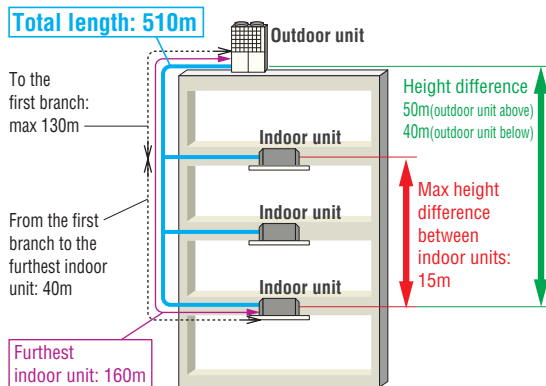 Total length: 510m
Outdoor unit
To the
first branch:
max 130m
Height difference
50m(outdoor unit above)
40m(outdoor unit below)
Indoor unit
Max height
difference
between
indoor units:
15m
From the first
branch to the
furthest indoor
unit: 40m
Indoor unit
Indoor unit
Furthest
indoor unit: 160m